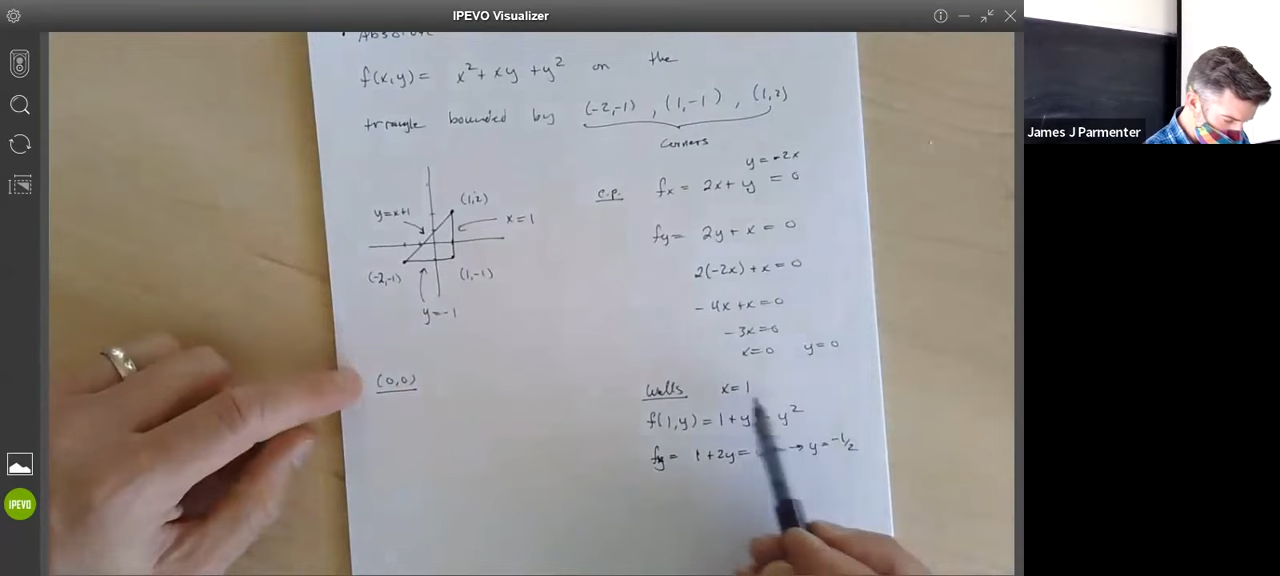 IPEVO Visualizer
Absolute
f(x,y) = x² + xy + y² on the
triangle bounded by (-2,-1), (1,-1), (1,2)
corners
y = -2x
c.p. fx = 2x + y = 0
(1,2)
y=x+1
x=1
fy = 2y + x = 0
(-2,-1)
(1,-1)
2(-2x) + x = 0
y=-1
-4x + x = 0
-3x = 0
x=0 y=0
(0,0)
Walls x=1
f(1,y) = 1 + y + y²
fy = 1 + 2y = → y = -1/2
James J Parmenter
IPEVO